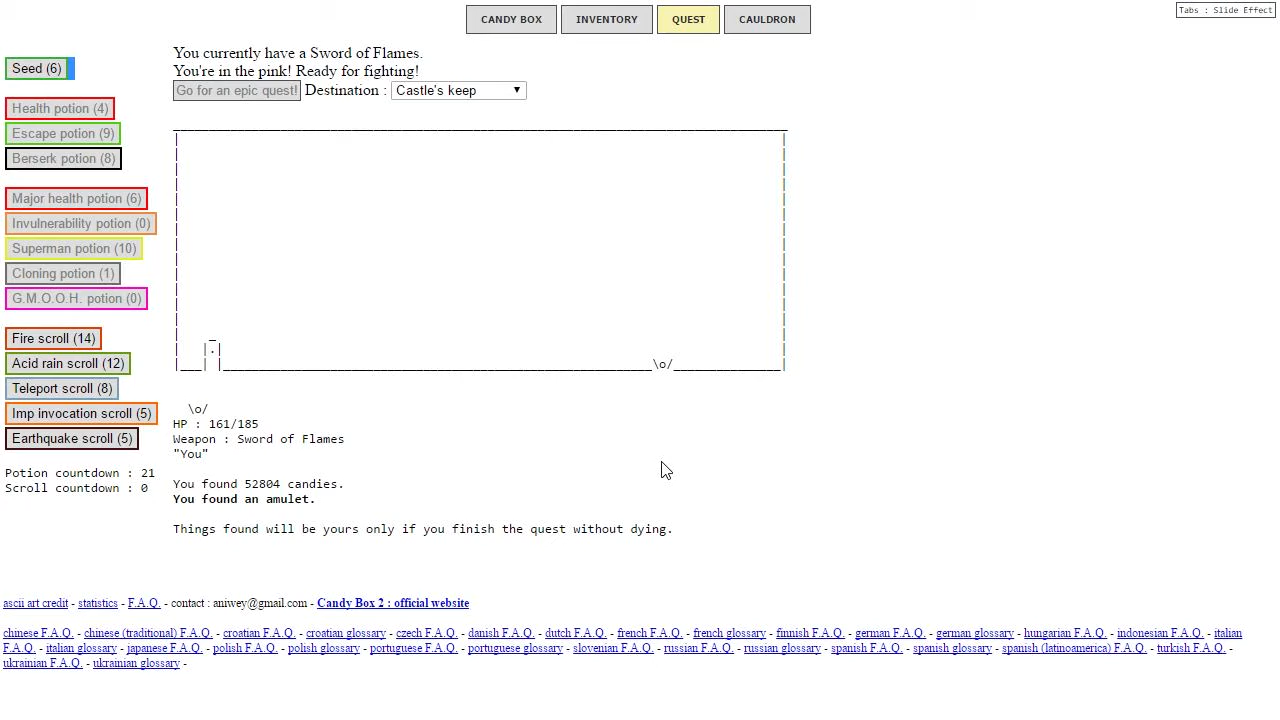 CANDY BOX INVENTORY QUEST CAULDRON
Tabs : Slide Effect
You currently have a Sword of Flames.
You're in the pink! Ready for fighting!
Go for an epic quest! Destination : Castle's keep
Seed (6)
Health potion (4)
Escape potion (9)
Berserk potion (8)
Major health potion (6)
Invulnerability potion (0)
Superman potion (10)
Cloning potion (1)
G.M.O.O.H. potion (0)
Fire scroll (14)
Acid rain scroll (12)
Teleport scroll (8)
Imp invocation scroll (5)
Earthquake scroll (5)
Potion countdown : 21
Scroll countdown : 0
\o/
\o/
HP : 161/185
Weapon : Sword of Flames
"You"
You found 52804 candies.
You found an amulet.
Things found will be yours only if you finish the quest without dying.
ascii art credit - statistics - F.A.Q. - contact : aniwey@gmail.com - Candy Box 2 : official website
chinese F.A.Q. - chinese (traditional) F.A.Q. - croatian F.A.Q. - croatian glossary - czech F.A.Q. - danish F.A.Q. - dutch F.A.Q. - french F.A.Q. - french glossary - finnish F.A.Q. - german F.A.Q. - german glossary - hungarian F.A.Q. - indonesian F.A.Q. - italian
F.A.Q. - italian glossary - japanese F.A.Q. - polish F.A.Q. - polish glossary - portuguese F.A.Q. - portuguese glossary - slovenian F.A.Q. - russian F.A.Q. - russian glossary - spanish F.A.Q. - spanish glossary - spanish (latinoamerica) F.A.Q. - turkish F.A.Q. -
ukrainian F.A.Q. - ukrainian glossary -